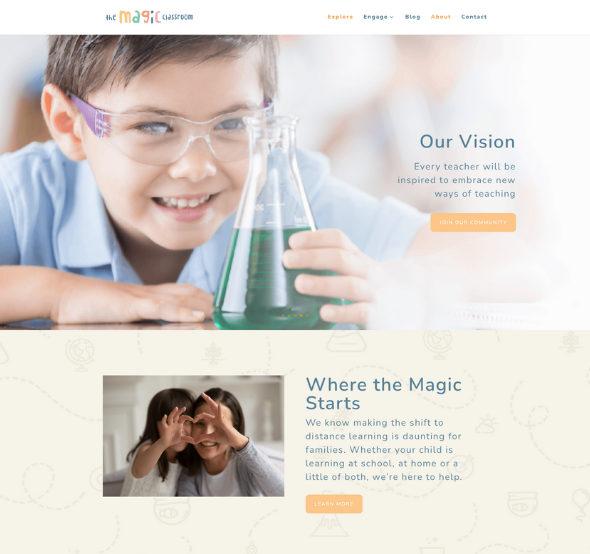 the magic classroom
Explore Engage Blog About Contact
Our Vision
Every teacher will be
inspired to embrace new
ways of teaching
JOIN OUR COMMUNITY
Where the Magic
Starts
We know making the shift to
distance learning is daunting for
families. Whether your child is
learning at school, at home or a
little of both, we're here to help.
LEARN MORE